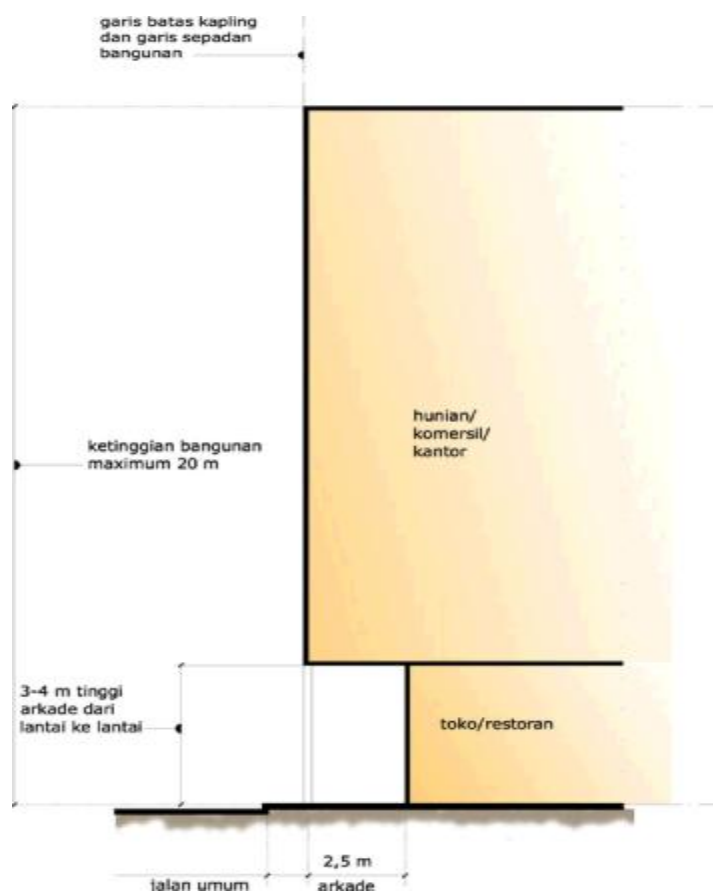 garis batas kapling
dan garis sepadan
bangunan
hunian/
komersil/
kantor
ketinggian bangunan
maximum 20 m
3-4 m tinggi
arkade dari
lantai ke lantai
toko/restoran
2,5 m
jalan umum
arkade